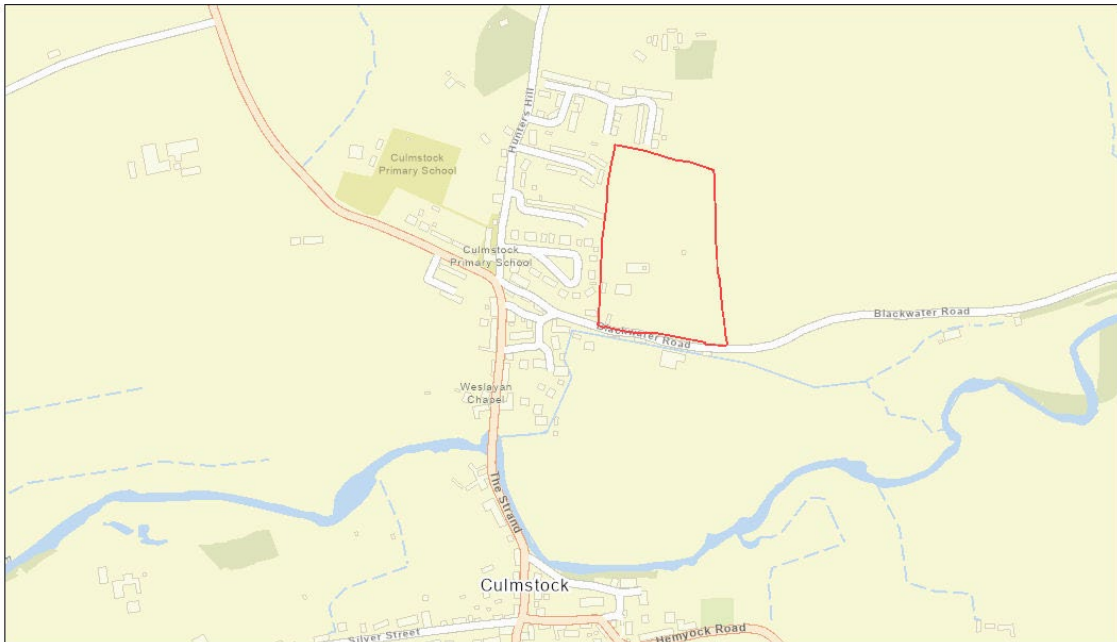 Hunters Hill
Culmstock
Primary School
Culmstock
Primary School
Blackwater Road
Blackwater Road
Weslayan
Chapel
The Strand
Culmstock
Silver Street
Hemyock Road